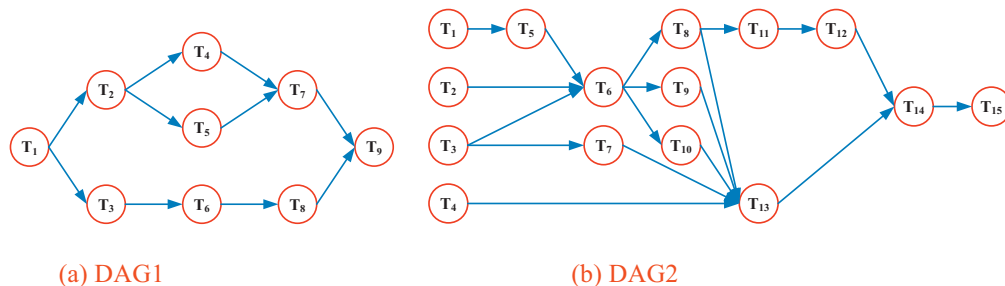 T1 T5 T8 T11 T12
T4
T2 T7 T2 T6 T9
T5 T14 T15
T1 T9 T3 T7 T10
T3 T6 T8 T4 T13
(a) DAG1 (b) DAG2